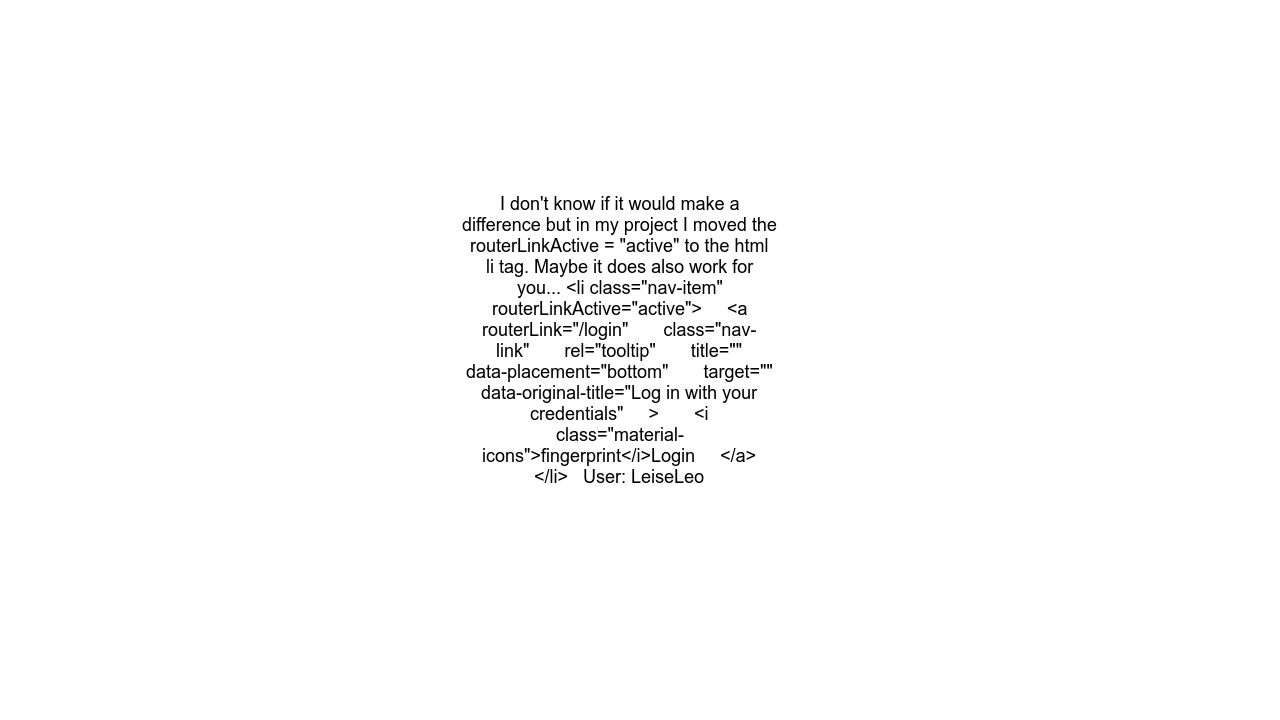 I don't know if it would make a
difference but in my project I moved the
routerLinkActive = "active" to the html
li tag. Maybe it does also work for
you... <li class="nav-item"
routerLinkActive="active">     <a
routerLink="/login"       class="nav-
link"       rel="tooltip"       title=""
data-placement="bottom"       target=""
data-original-title="Log in with your
credentials"     >       <i
class="material-
icons">fingerprint</i>Login     </a>
</li>   User: LeiseLeo